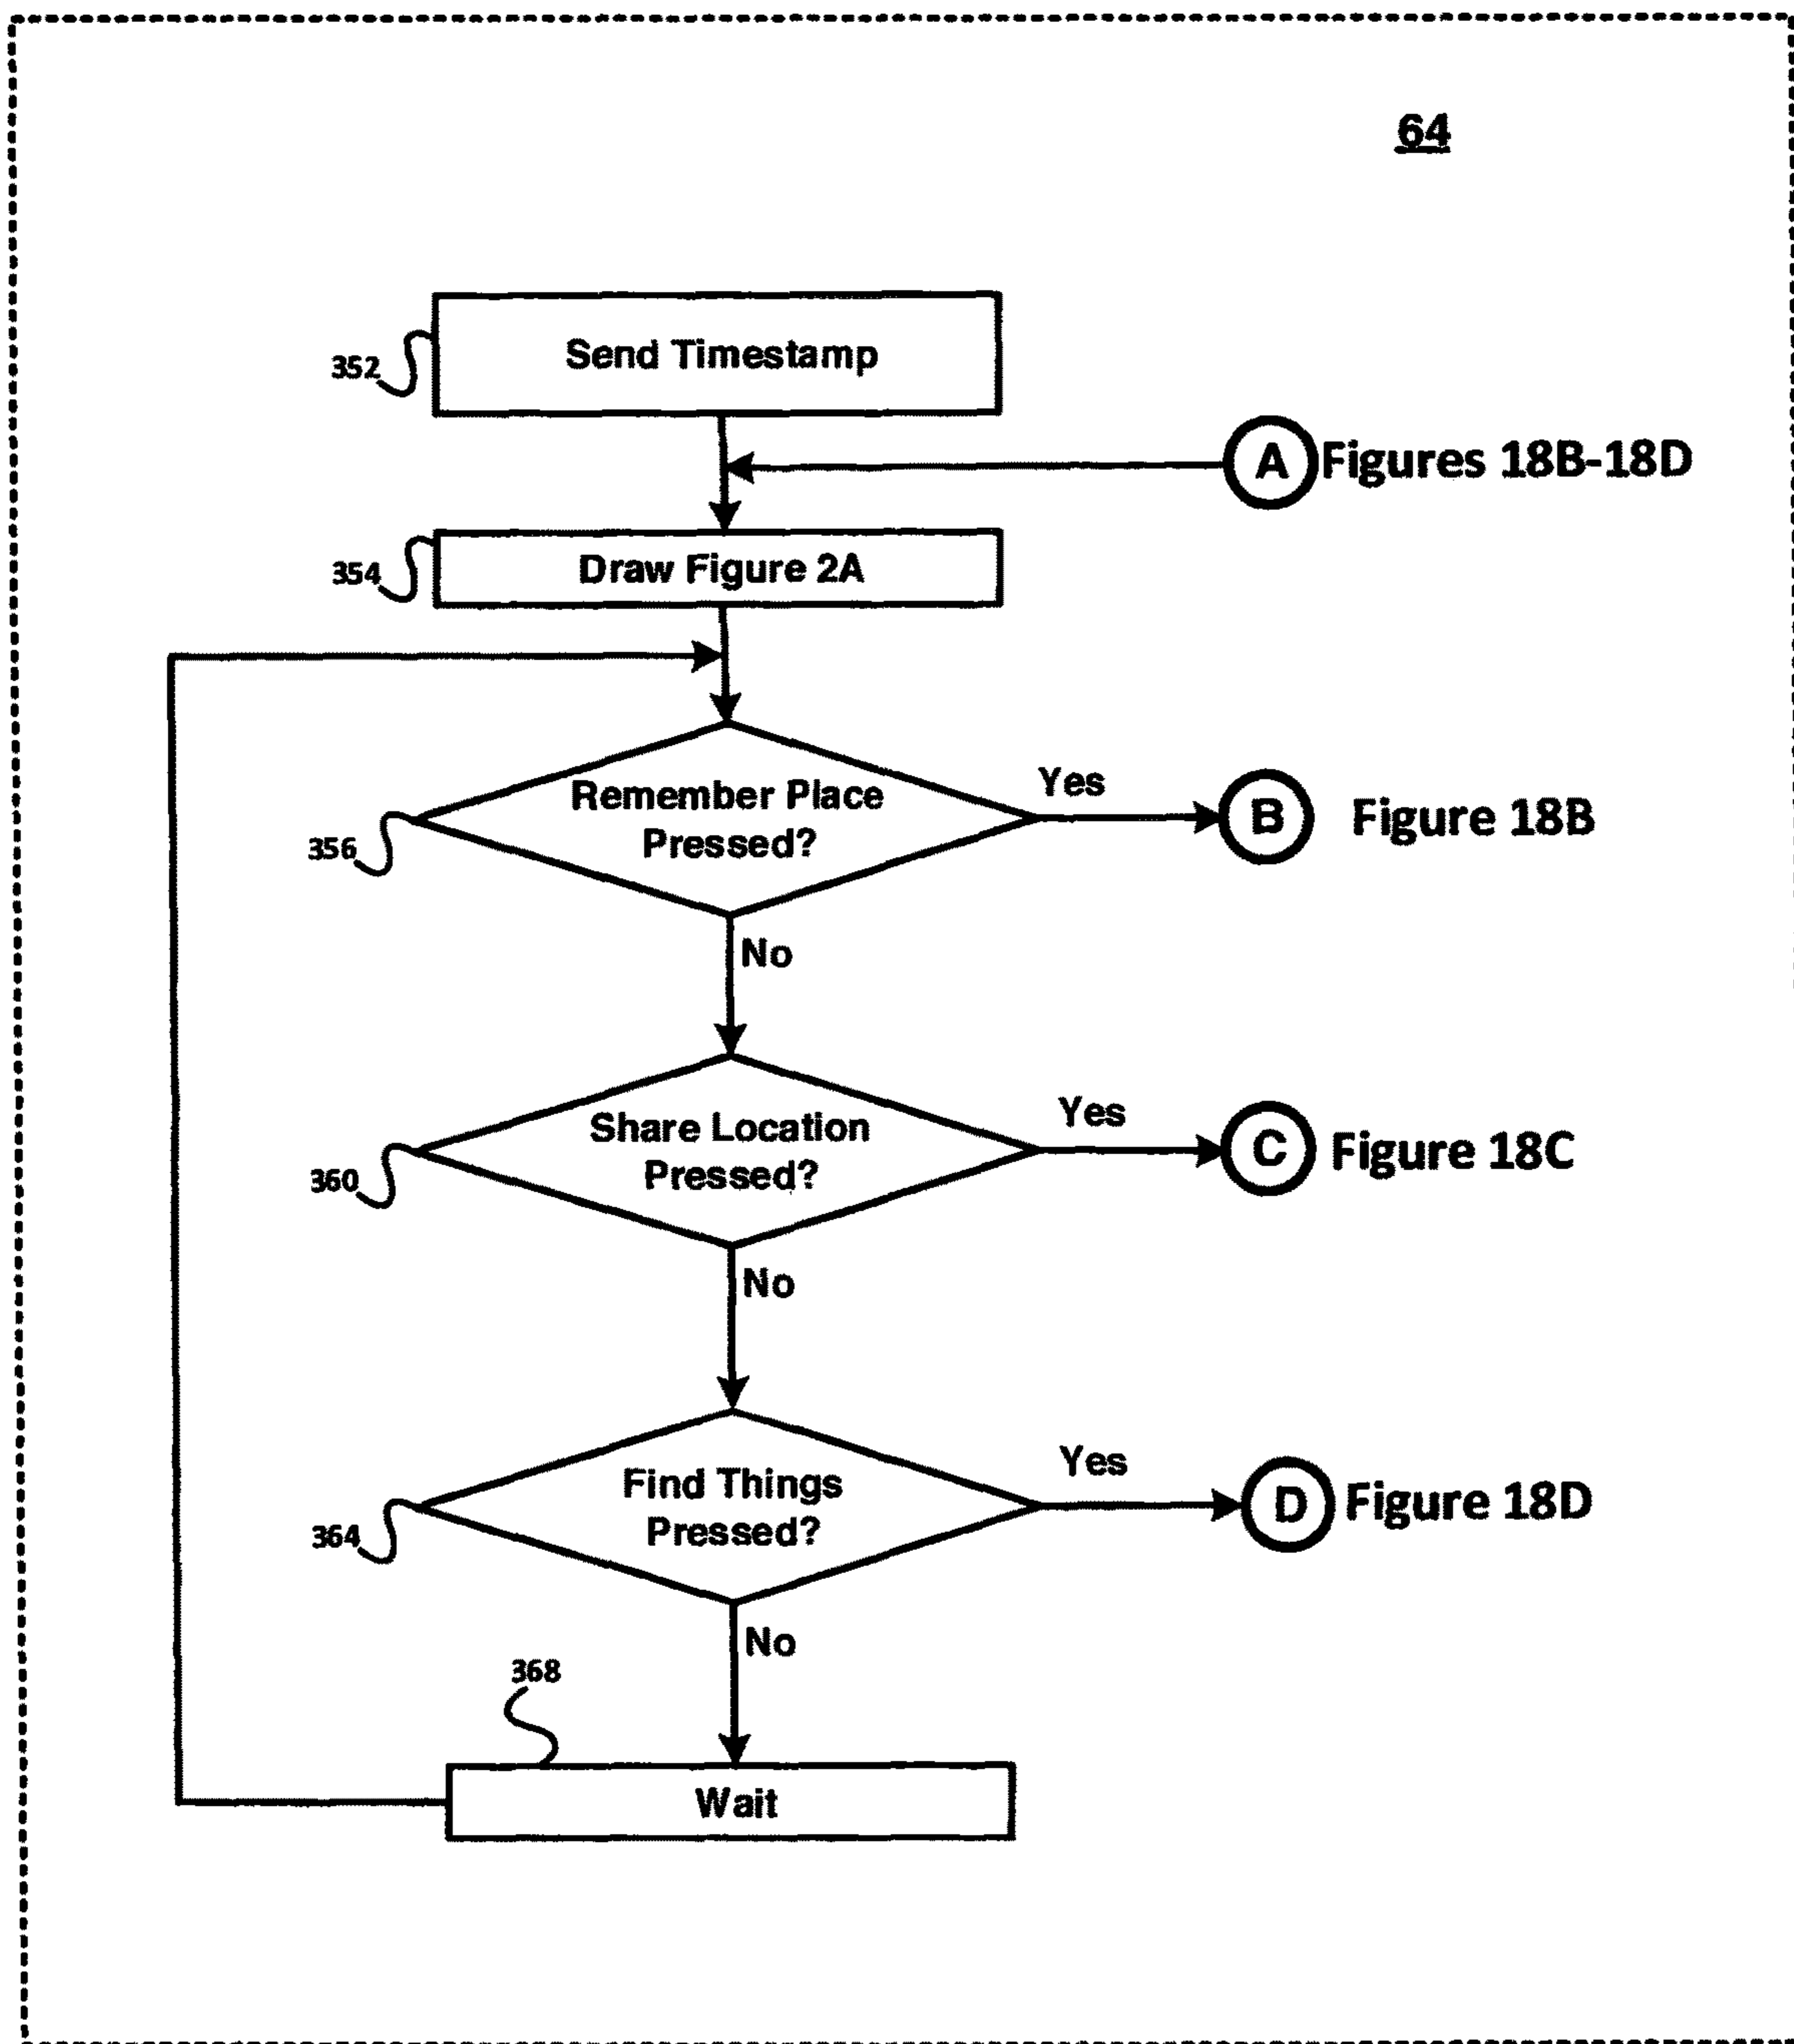 64
Send Timestamp
352
A Figures 18B-18D
Draw Figure 2A
354
Remember Place
Pressed?
Yes
B Figure 18B
356
No
Share Location
Pressed?
Yes
C Figure 18C
360
No
Find Things
Pressed?
Yes
D Figure 18D
364
No
368
Wait